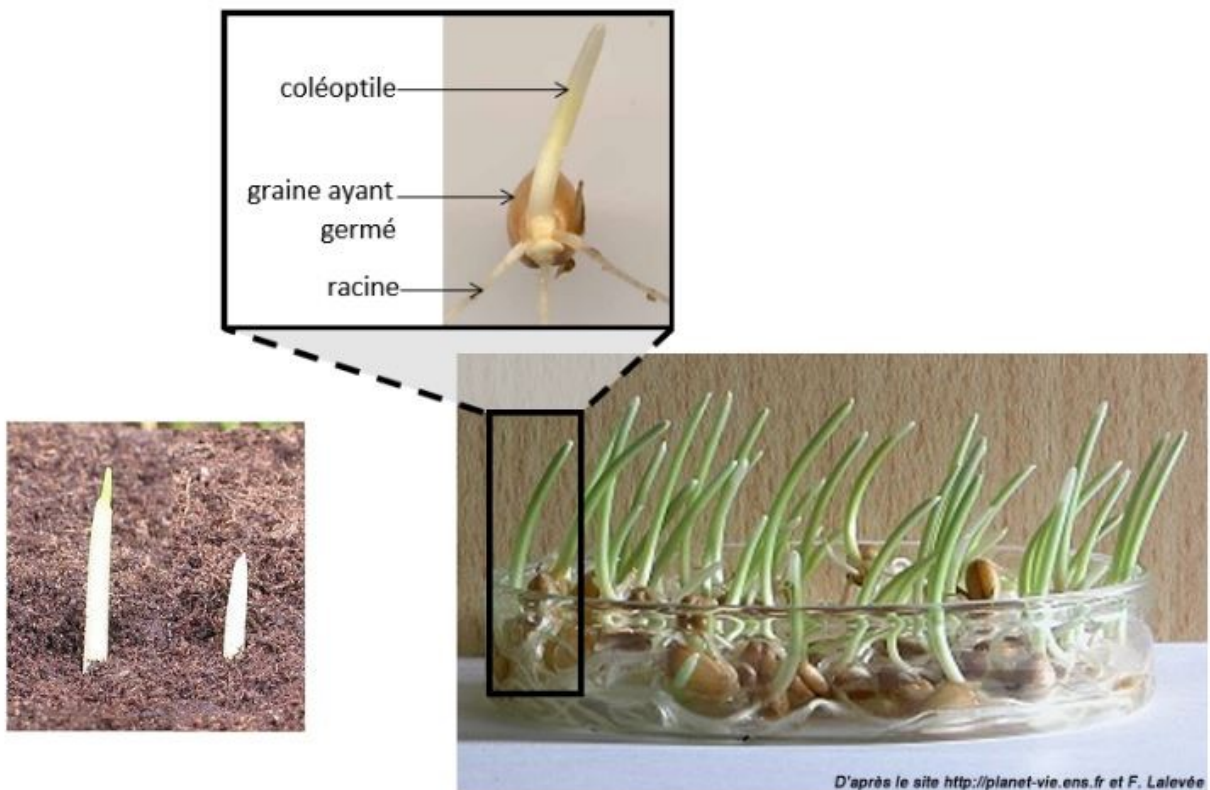 coléoptile
graine ayant
germé
racine
D'après le site http://planet-vie.ens.fr et F. Lalevée